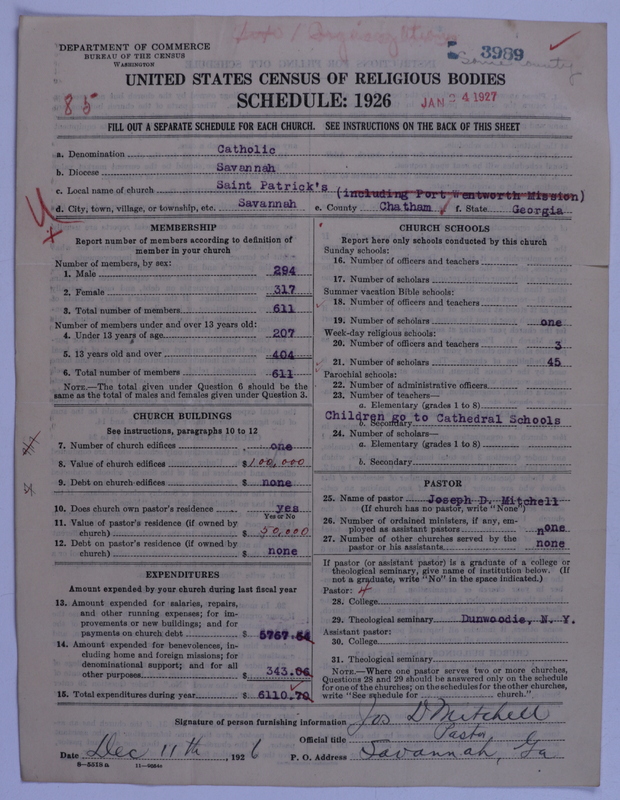 DEPARTMENT OF COMMERCE
BUREAU OF THE CENSUS
WASHINGTON
3989
Same County
UNITED STATES CENSUS OF RELIGIOUS BODIES
85
SCHEDULE: 1926
JAN 24 1927
FILL OUT A SEPARATE SCHEDULE FOR EACH CHURCH. SEE INSTRUCTIONS ON THE BACK OF THIS SHEET
a. Denomination Catholic
b. Diocese Savannah
c. Local name of church Saint Patrick's (including Port Wentworth Mission)
d. City, town, village, or township, etc. Savannah e. County Chatham f. State Georgia
MEMBERSHIP
Report number of members according to definition of
member in your church
Number of members, by sex:
1. Male 294
2. Female 317
3. Total number of members 611
Number of members under and over 13 years old:
4. Under 13 years of age 207
5. 13 years old and over 404
6. Total number of members 611
NOTE.—The total given under Question 6 should be the
same as the total of males and females given under Question 3.
CHURCH BUILDINGS
See instructions, paragraphs 10 to 12
7. Number of church edifices one
8. Value of church edifices $100,000
9. Debt on church edifices $ none
10. Does church own pastor's residence yes
Yes or No
11. Value of pastor's residence (if owned by
church) $ 50,000
12. Debt on pastor's residence (if owned by
church) $ none
EXPENDITURES
Amount expended by your church during last fiscal year
13. Amount expended for salaries, repairs,
and other running expenses; for im-
provements or new buildings; and for
payments on church debt $ 5767.64
14. Amount expended for benevolences, in-
cluding home and foreign missions; for
denominational support; and for all
other purposes $ 343.06
15. Total expenditures during year $ 6110.70
CHURCH SCHOOLS
Report here only schools conducted by this church
Sunday schools:
16. Number of officers and teachers
17. Number of scholars
Summer vacation Bible schools:
18. Number of officers and teachers
19. Number of scholars one
Week-day religious schools:
20. Number of officers and teachers 3
21. Number of scholars 45
Parochial schools:
22. Number of administrative officers
23. Number of teachers—
a. Elementary (grades 1 to 8)
Children go to Cathedral Schools
b. Secondary
24. Number of scholars—
a. Elementary (grades 1 to 8)
b. Secondary
PASTOR
25. Name of pastor Joseph D. Mitchell
(If church has no pastor, write "None")
26. Number of ordained ministers, if any, em-
ployed as assistant pastors none
27. Number of other churches served by the
pastor or his assistants none
If pastor (or assistant pastor) is a graduate of a college or
theological seminary, give name of institution below. (If
not a graduate, write "No" in the space indicated.)
Pastor: 4
28. College
29. Theological seminary Dunwoodie, N. Y.
Assistant pastor:
30. College
31. Theological seminary
NOTE.—Where one pastor serves two or more churches,
Questions 28 and 29 should be answered only on the schedule
for one of the churches; on the schedules for the other churches,
write "See schedule for church."
Signature of person furnishing information Jos D Mitchell
Official title Pastor
Date Dec 11th, 1926 P. O. Address Savannah, Ga
8—5519a 11—9884a